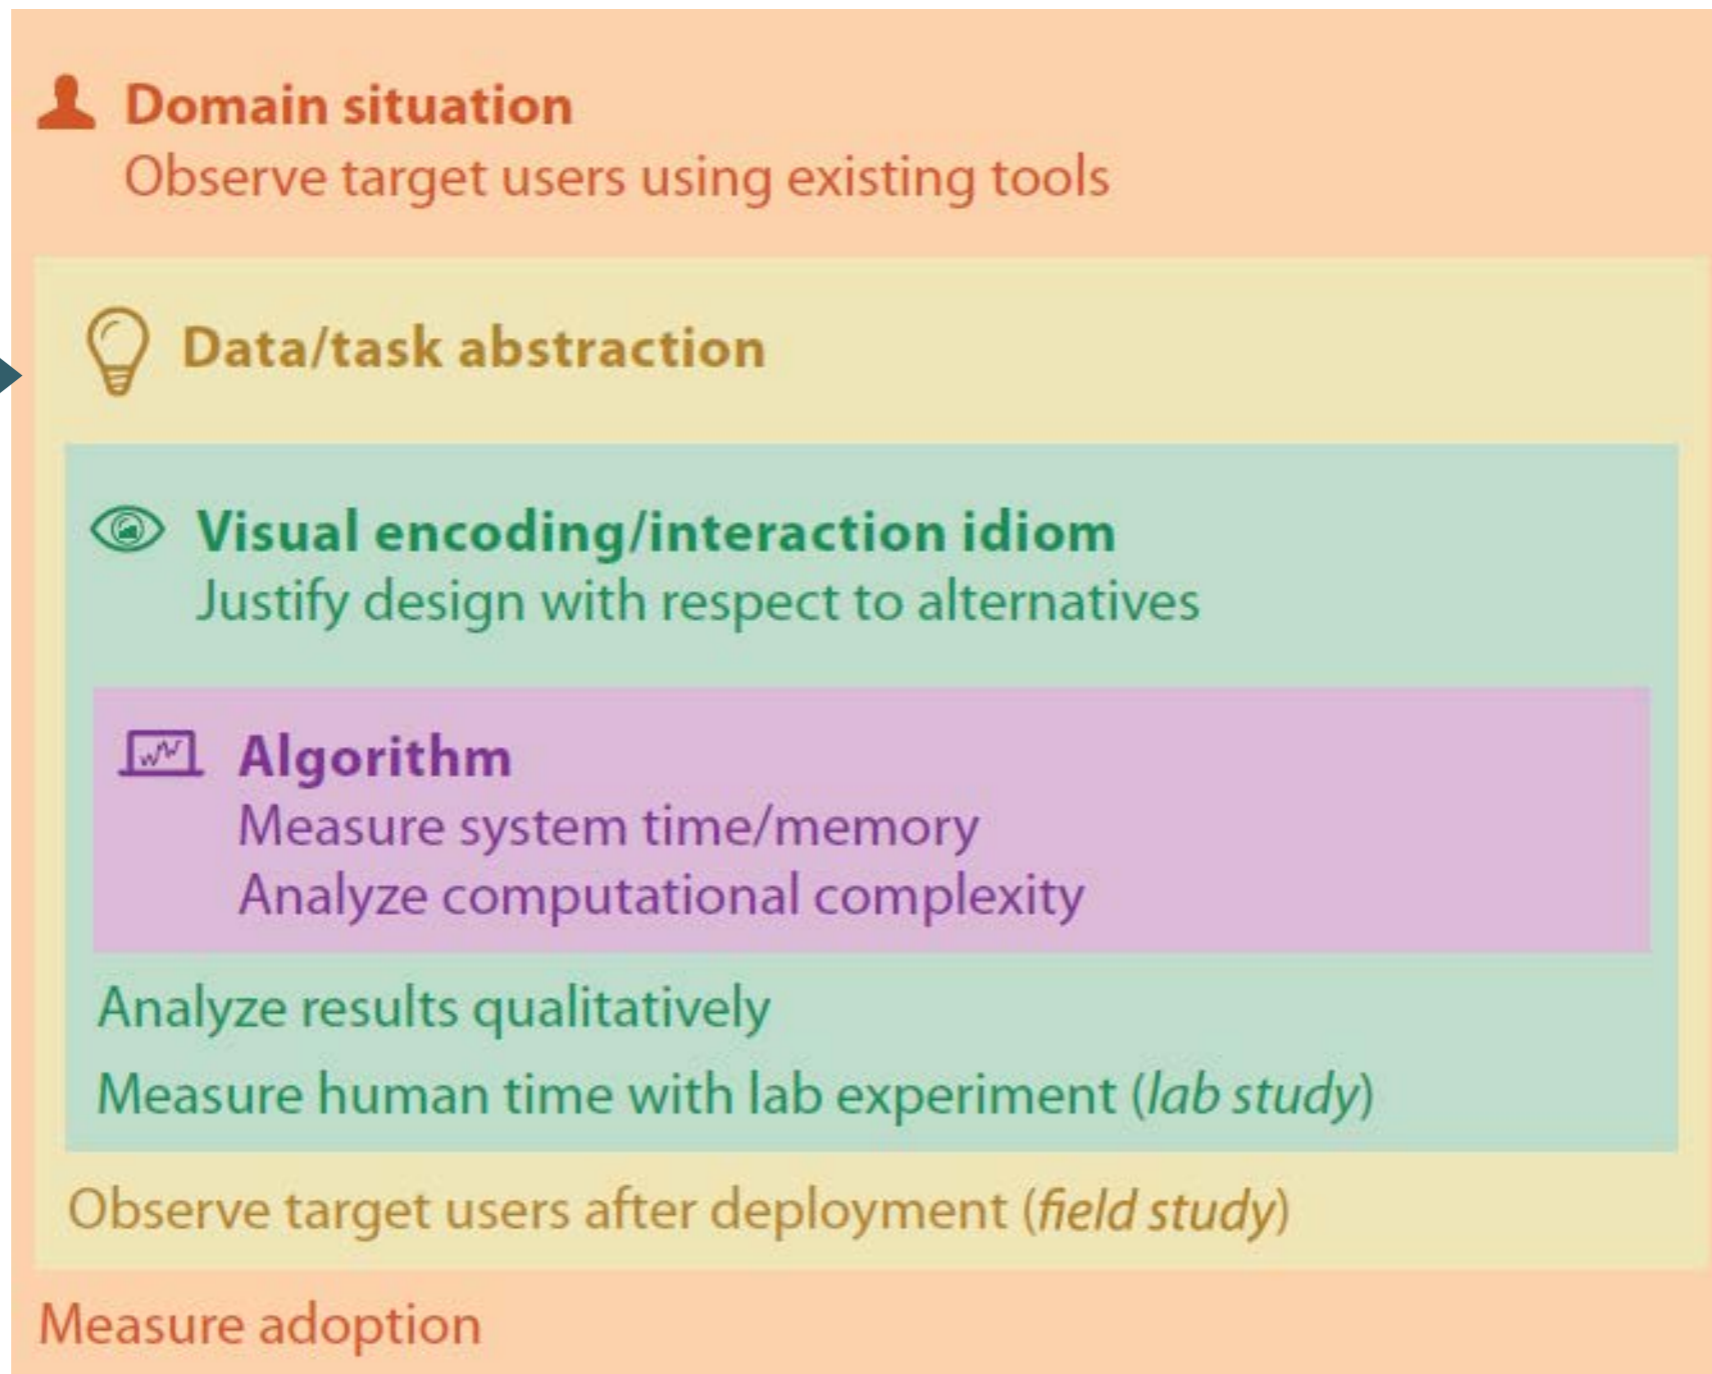 Domain situation
Observe target users using existing tools
Data/task abstraction
Visual encoding/interaction idiom
Justify design with respect to alternatives
Algorithm
Measure system time/memory
Analyze computational complexity
Analyze results qualitatively
Measure human time with lab experiment (lab study)
Observe target users after deployment (field study)
Measure adoption